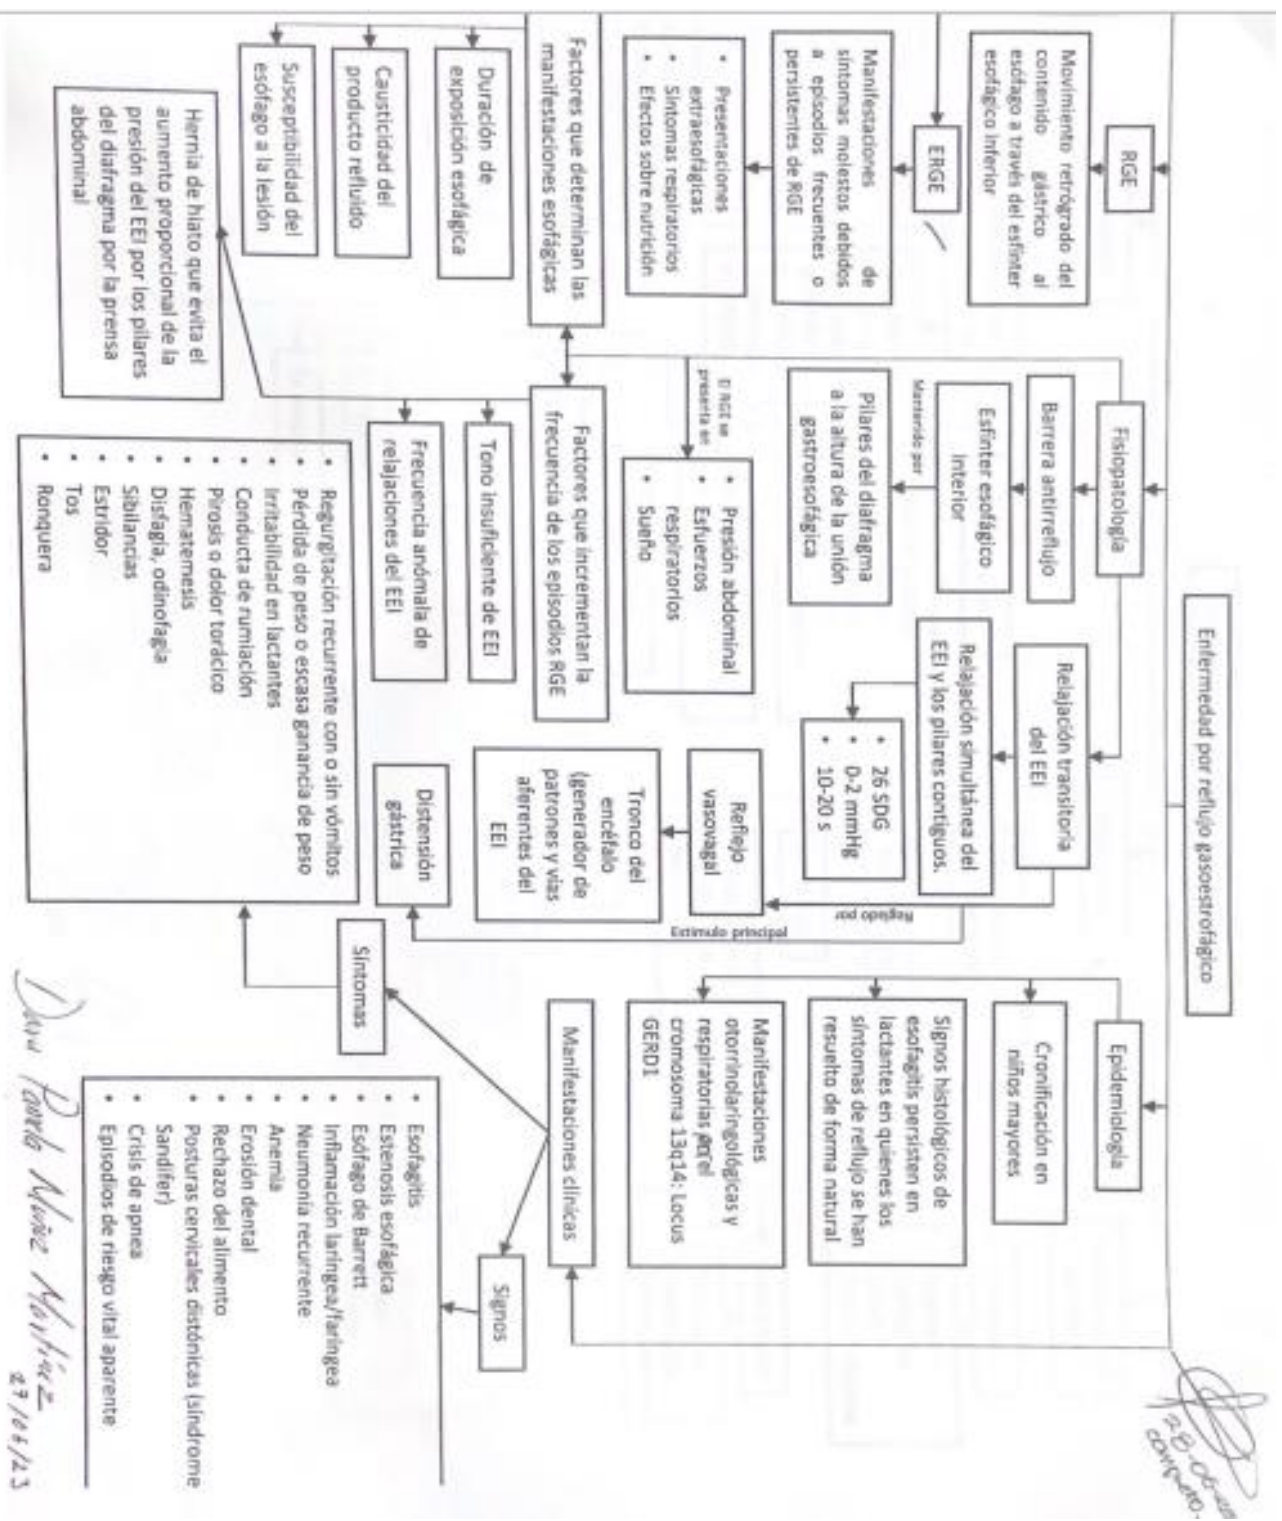 Enfermedad por reflujo gasoestrofágico
RGE
Movimiento retrógrado del
contenido gástrico al
esófago a través del esfínter
esofágico inferior
ERGE
Manifestaciones de
síntomas molestos debidos
a episodios frecuentes o
persistentes de RGE
• Presentaciones
extraesofágicas
• Síntomas respiratorios
• Efectos sobre nutrición
Factores que determinan las
manifestaciones esofágicas
Duración de
exposición esofágica
Causticidad del
producto refluido
Susceptibilidad del
esófago a la lesión
Fisiopatología
Barrera antirreflujo
Esfínter esofágico
interior
Mantenido por
Pilares del diafragma
a la altura de la unión
gastroesofágica
El RGE se
presenta en
• Presión abdominal
• Esfuerzos
respiratorios
• Sueño
Factores que incrementan la
frecuencia de los episodios RGE
Tono insuficiente de EEI
Frecuencia anómala de
relajaciones del EEI
Hernia de hiato que evita el
aumento proporcional de la
presión del EEI por los pilares
del diafragma por la prensa
abdominal
Relajación transitoria
del EEI
Relajación simultánea del
EEI y los pilares contiguos.
• 26 SDG
• 0-2 mmHg
• 10-20 s
Reglado por
Reflejo
vasovagal
Tronco del
encéfalo
(generador de
patrones y vías
aferentes del
EEI
Estímulo principal
Distensión
gástrica
Epidemiología
Cronificación en
niños mayores
Signos histológicos de
esofagitis persisten en
lactantes en quienes los
síntomas de reflujo se han
resuelto de forma natural
Manifestaciones
otorrinolaringológicas y
respiratorias en el
cromosoma 13q14: Locus
GERD1
Manifestaciones clínicas
Síntomas
• Regurgitación recurrente con o sin vómitos
• Pérdida de peso o escasa ganancia de peso
• Irritabilidad en lactantes
• Conducta de rumiación
• Pirosis o dolor torácico
• Hematemesis
• Disfagia, odinofagia
• Sibilancias
• Estridor
• Tos
• Ronquera
Signos
• Esofagitis
• Estenosis esofágica
• Esófago de Barrett
• Inflamación laríngea/faríngea
• Neumonía recurrente
• Anemia
• Erosión dental
• Rechazo del alimento
• Posturas cervicales distónicas (síndrome
Sandifer)
• Crisis de apnea
• Episodios de riesgo vital aparente
Pamela Muñoz Martínez
27/06/23